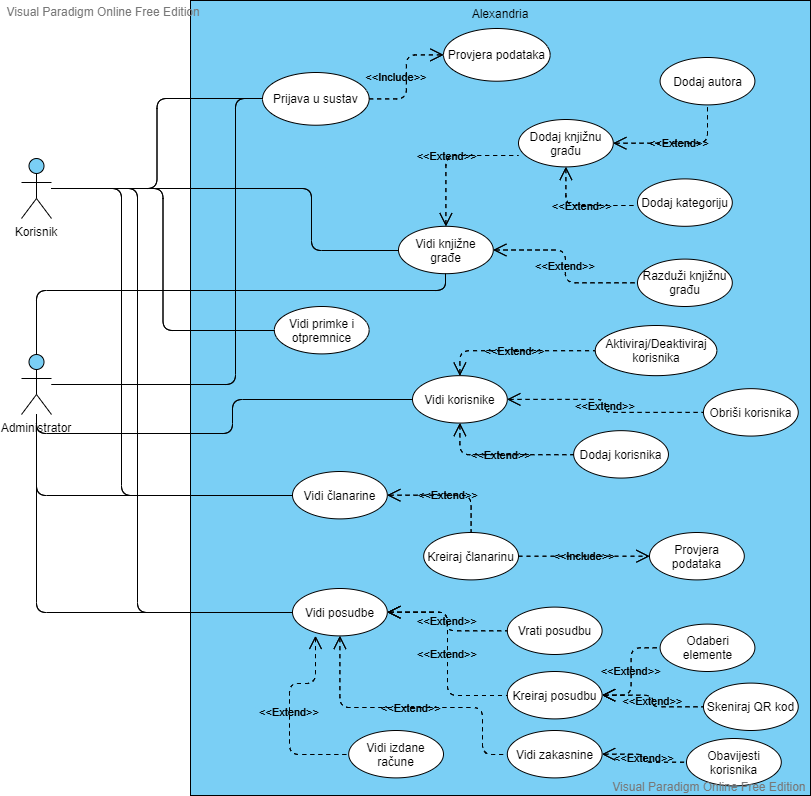 Visual Paradigm Online Free Edition
Alexandria
Provjera podataka
<<Include>>
Prijava u sustav
Dodaj autora
Dodaj knjižnu
građu
<<Extend>>
<<Extend>>
Korisnik
Dodaj kategoriju
<<Extend>>
Vidi knjižne
građe
<<Extend>>
Razduži knjižnu
građu
Vidi primke i
otpremnice
Aktiviraj/Deaktiviraj
korisnika
<<Extend>>
Administrator
Vidi korisnike
<<Extend>>
Obriši korisnika
<<Extend>>
Dodaj korisnika
Vidi članarine
<<Extend>>
Kreiraj članarinu
<<Include>>
Provjera
podataka
Vidi posudbe
<<Extend>>
Vrati posudbu
<<Extend>>
Odaberi
elemente
<<Extend>>
Kreiraj posudbu
<<Extend>>
Skeniraj QR kod
<<Extend>>
<<Extend>>
Vidi izdane
račune
Vidi zakasnine
<<Extend>>
Obavijesti
korisnika
Visual Paradigm Online Free Edition